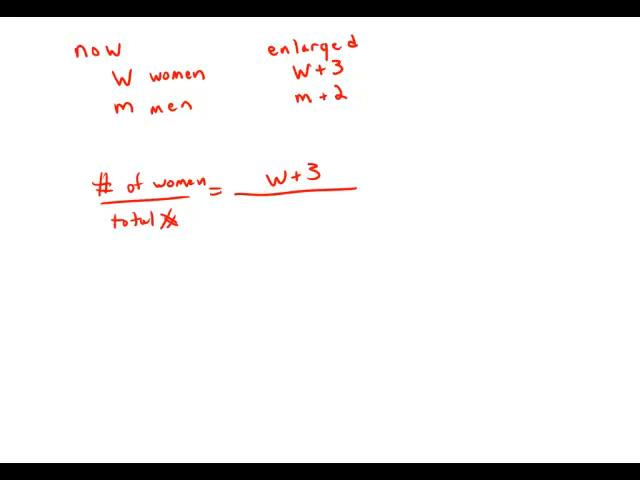 now enlarged
W women W+3
m men m+2
# of women = W+3
total